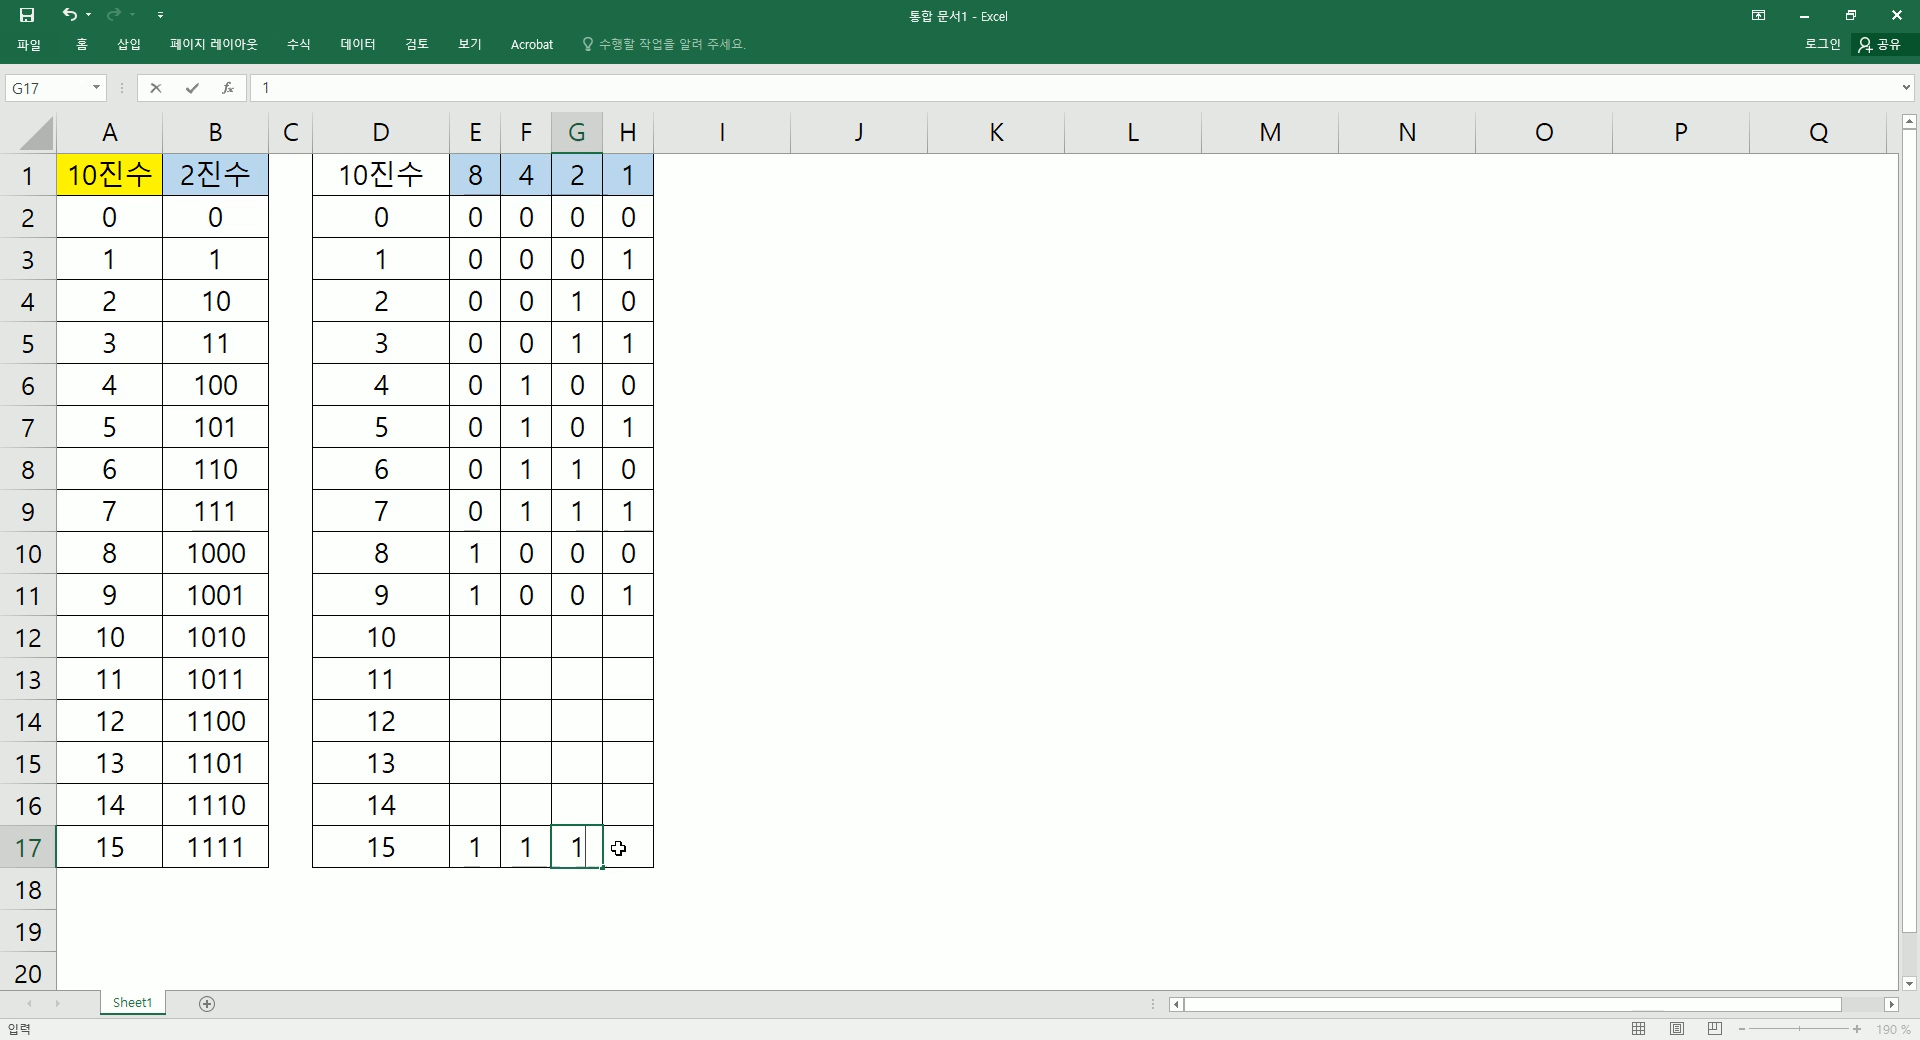 통합 문서1 - Excel
파일 홈 삽입 페이지 레이아웃 수식 데이터 검토 보기 Acrobat 수행할 작업을 알려 주세요. 로그인 공유
G17 fx 1
A B C D E F G H I J K L M N O P Q
1 10진수 2진수 10진수 8 4 2 1
2 0 0 0 0 0 0 0
3 1 1 1 0 0 0 1
4 2 10 2 0 0 1 0
5 3 11 3 0 0 1 1
6 4 100 4 0 1 0 0
7 5 101 5 0 1 0 1
8 6 110 6 0 1 1 0
9 7 111 7 0 1 1 1
10 8 1000 8 1 0 0 0
11 9 1001 9 1 0 0 1
12 10 1010 10
13 11 1011 11
14 12 1100 12
15 13 1101 13
16 14 1110 14
17 15 1111 15 1 1 1
18
19
20
Sheet1
입력 190 %